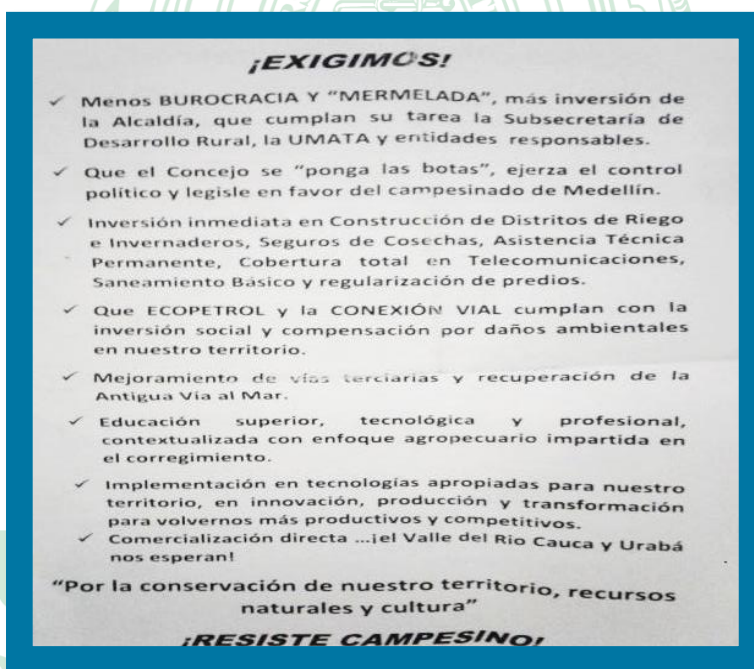 ¡EXIGIMOS!
✓ Menos BUROCRACIA Y “MERMELADA”, más inversión de
la Alcaldía, que cumplan su tarea la Subsecretaría de
Desarrollo Rural, la UMATA y entidades responsables.
✓ Que el Concejo se “ponga las botas”, ejerza el control
político y legisle en favor del campesinado de Medellín.
✓ Inversión inmediata en Construcción de Distritos de Riego
e Invernaderos, Seguros de Cosechas, Asistencia Técnica
Permanente, Cobertura total en Telecomunicaciones,
Saneamiento Básico y regularización de predios.
✓ Que ECOPETROL y la CONEXIÓN VIAL cumplan con la
inversión social y compensación por daños ambientales
en nuestro territorio.
✓ Mejoramiento de vías terciarias y recuperación de la
Antigua Vía al Mar.
✓ Educación superior, tecnológica y profesional,
contextualizada con enfoque agropecuario impartida en
el corregimiento.
✓ Implementación en tecnologías apropiadas para nuestro
territorio, en innovación, producción y transformación
para volvernos más productivos y competitivos.
✓ Comercialización directa ...¡el Valle del Rio Cauca y Urabá
nos esperan!
“Por la conservación de nuestro territorio, recursos
naturales y cultura”
¡RESISTE CAMPESINO!